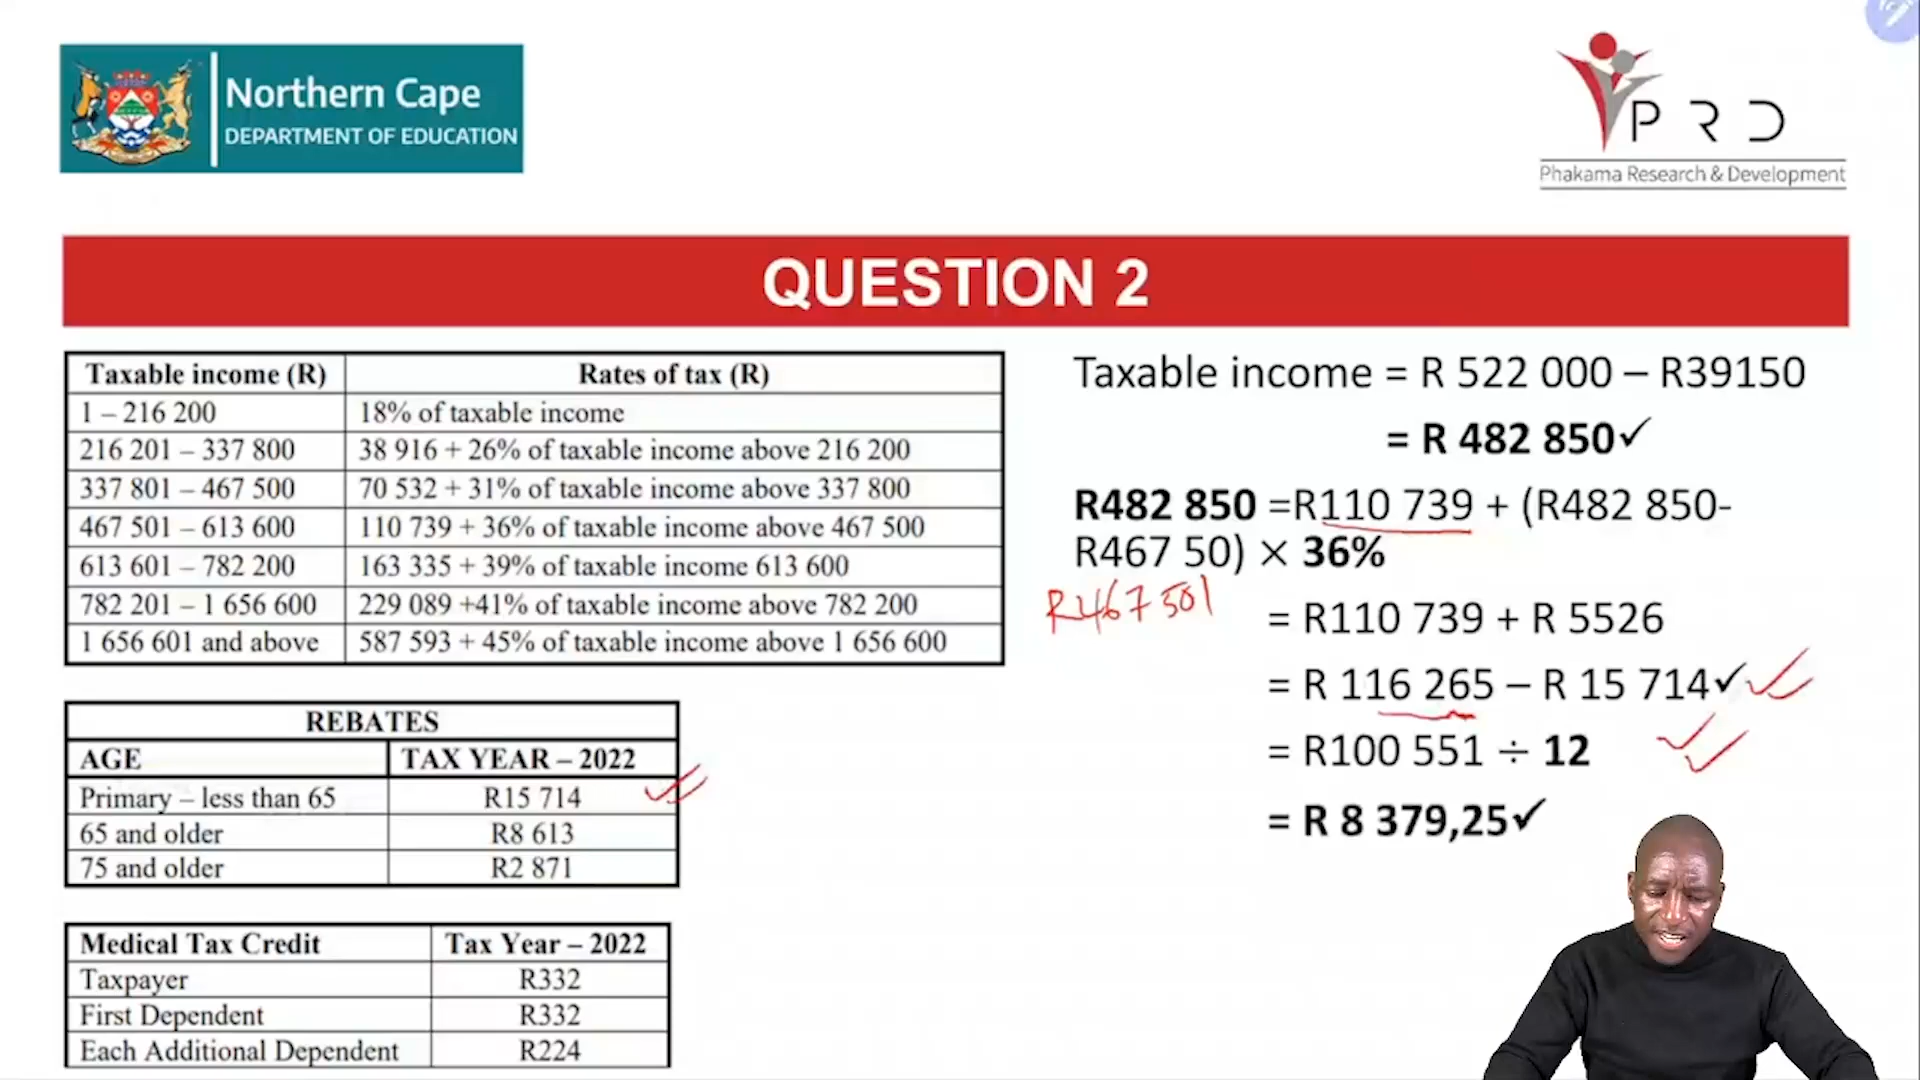 Northern Cape
DEPARTMENT OF EDUCATION
P R D
Phakama Research & Development
QUESTION 2
Taxable income (R) Rates of tax (R)
1 – 216 200 18% of taxable income
216 201 – 337 800 38 916 + 26% of taxable income above 216 200
337 801 – 467 500 70 532 + 31% of taxable income above 337 800
467 501 – 613 600 110 739 + 36% of taxable income above 467 500
613 601 – 782 200 163 335 + 39% of taxable income 613 600
782 201 – 1 656 600 229 089 +41% of taxable income above 782 200
1 656 601 and above 587 593 + 45% of taxable income above 1 656 600
REBATES
AGE TAX YEAR – 2022
Primary – less than 65 R15 714
65 and older R8 613
75 and older R2 871
Medical Tax Credit Tax Year – 2022
Taxpayer R332
First Dependent R332
Each Additional Dependent R224
Taxable income = R 522 000 – R39150
= R 482 850✓
R482 850 =R110 739 + (R482 850-
R467 50) × 36%
R467 501
= R110 739 + R 5526
= R 116 265 – R 15 714✓
= R100 551 ÷ 12
= R 8 379,25✓